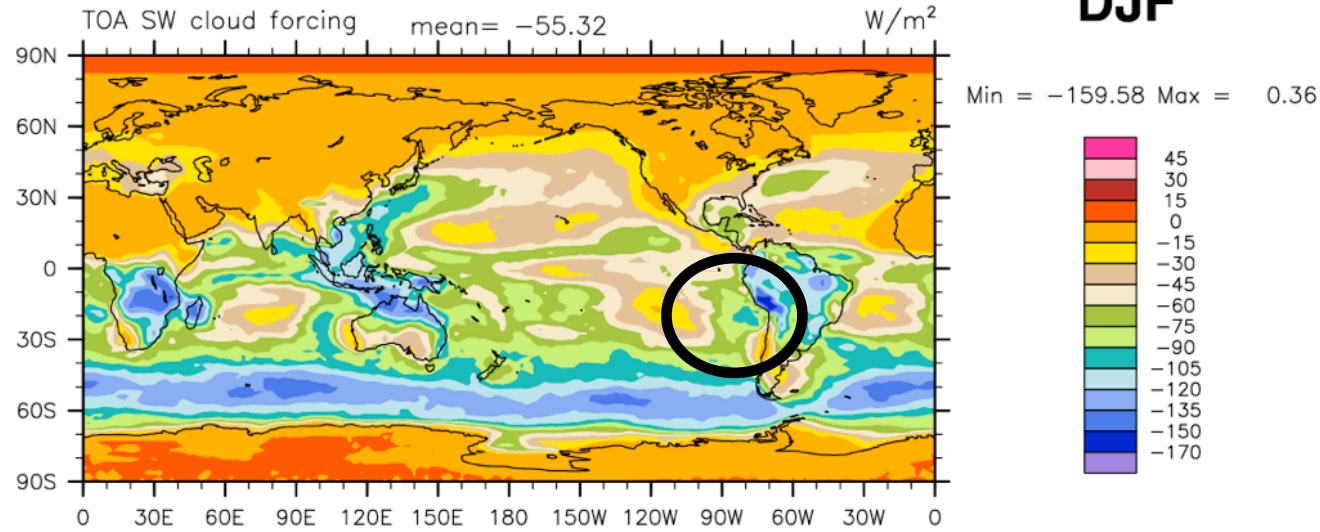 DJF
TOA SW cloud forcing mean= −55.32 W/m²
Min = −159.58 Max = 0.36
90N
60N
30N
0
30S
60S
90S
0 30E 60E 90E 120E 150E 180 150W 120W 90W 60W 30W 0
45
30
15
0
−15
−30
−45
−60
−75
−90
−105
−120
−135
−150
−170